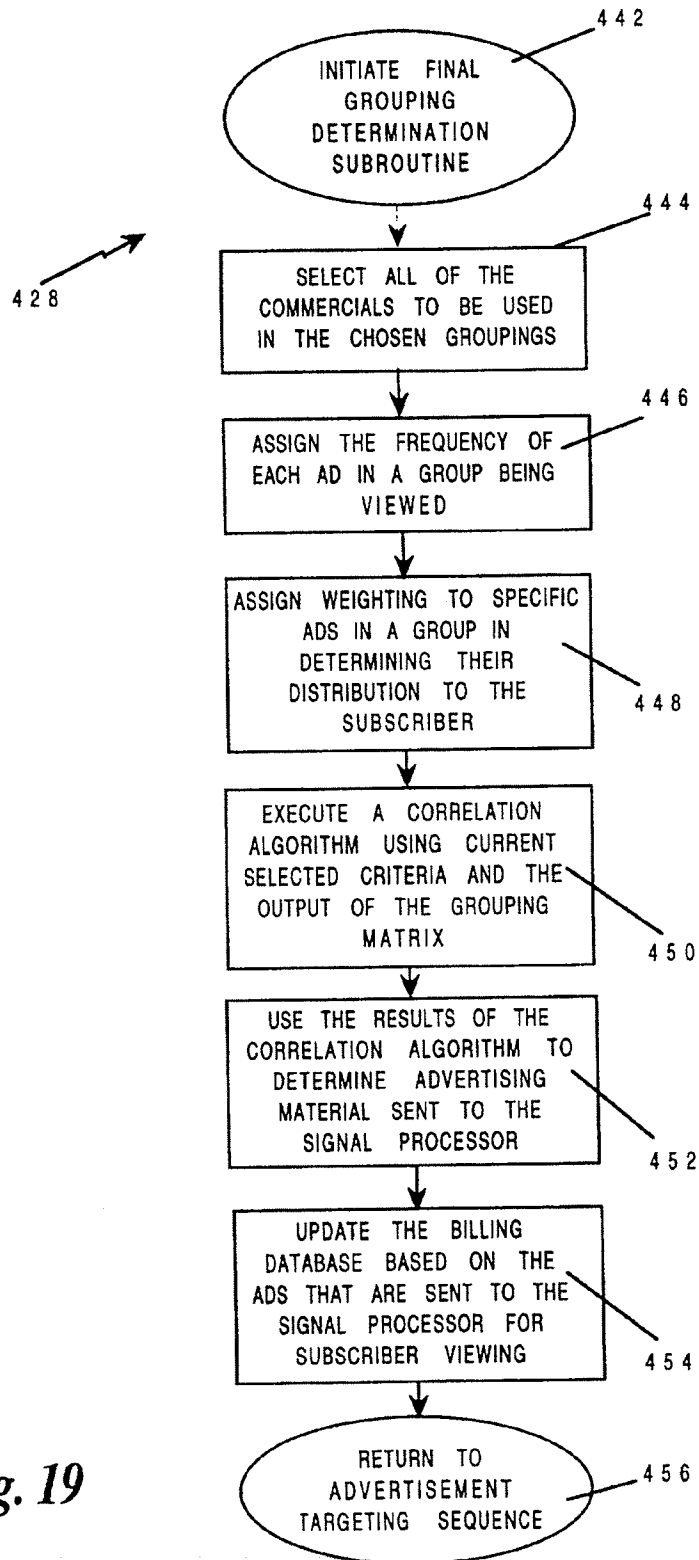 442
INITIATE FINAL
GROUPING
DETERMINATION
SUBROUTINE
444
428
SELECT ALL OF THE
COMMERCIALS TO BE USED
IN THE CHOSEN GROUPINGS
446
ASSIGN THE FREQUENCY OF
EACH AD IN A GROUP BEING
VIEWED
ASSIGN WEIGHTING TO SPECIFIC
ADS IN A GROUP IN
DETERMINING THEIR
DISTRIBUTION TO THE
SUBSCRIBER
448
EXECUTE A CORRELATION
ALGORITHM USING CURRENT
SELECTED CRITERIA AND THE
OUTPUT OF THE GROUPING
MATRIX
450
USE THE RESULTS OF THE
CORRELATION ALGORITHM TO
DETERMINE ADVERTISING
MATERIAL SENT TO THE
SIGNAL PROCESSOR
452
UPDATE THE BILLING
DATABASE BASED ON THE
ADS THAT ARE SENT TO THE
SIGNAL PROCESSOR FOR
SUBSCRIBER VIEWING
454
RETURN TO
ADVERTISEMENT
TARGETING SEQUENCE
456
g. 19